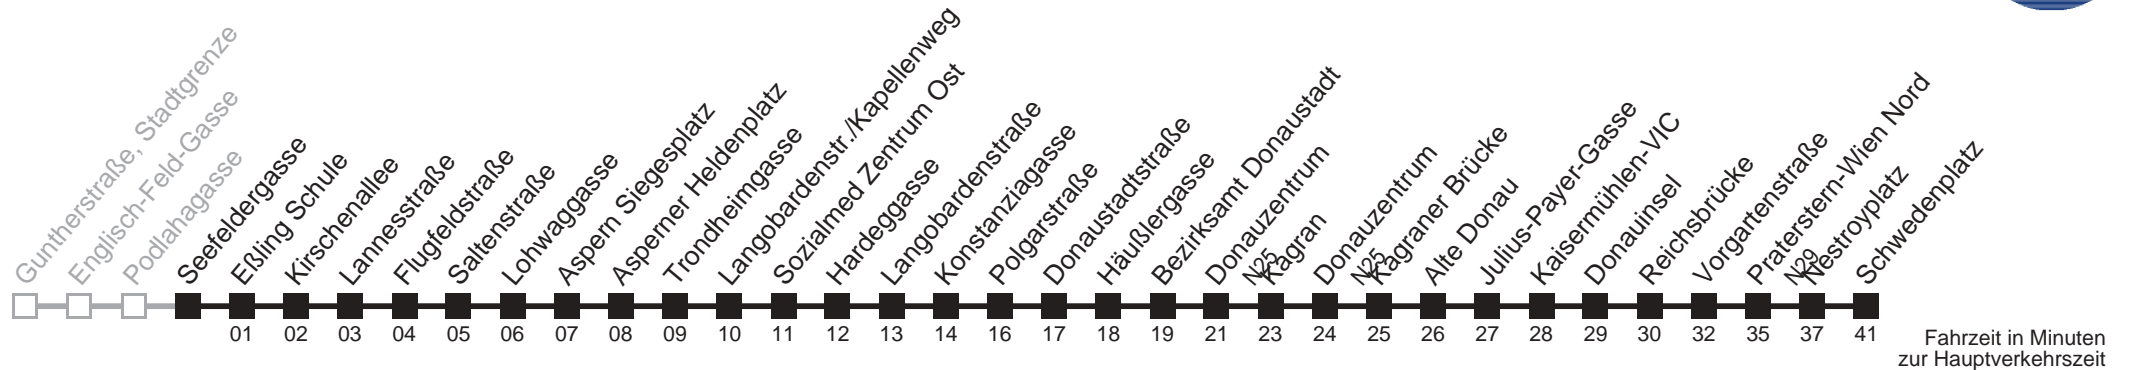 Guntherstraße, Stadtgrenze
Englisch-Feld-Gasse
Podlahagasse
Seefeldergasse
Eßling Schule
Kirschenallee
Lannesstraße
Flugfeldstraße
Saltenstraße
Lohwaggasse
Aspern Siegesplatz
Asperner Heldenplatz
Trondheimgasse
Langobardenstr./Kapellenweg
Sozialmed Zentrum Ost
Hardeggasse
Langobardenstraße
Konstanziagasse
Polgarstraße
Donaustadtstraße
Häußlergasse
Bezirksamt Donaustadt
Donauzentrum
N25
Kagran
Donauzentrum
N25
Kagraner Brücke
Alte Donau
Julius-Payer-Gasse
Kaisermühlen-VIC
Donauinsel
Reichsbrücke
Vorgartenstraße
Praterstern-Wien Nord
N29
Nestroyplatz
Schwedenplatz
01 02 03 04 05 06 07 08 09 10 11 12 13 14 16 17 18 19 21 23 24 25 26 27 28 29 30 32 35 37 41
Fahrzeit in Minuten
zur Hauptverkehrszeit